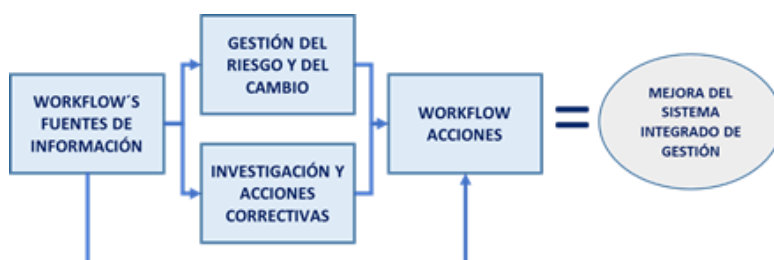 WORKFLOW´S
FUENTES DE
INFORMACIÓN
GESTIÓN DEL
RIESGO Y DEL
CAMBIO
INVESTIGACIÓN Y
ACCIONES
CORRECTIVAS
WORKFLOW
ACCIONES
=
MEJORA DEL
SISTEMA
INTEGRADO DE
GESTIÓN